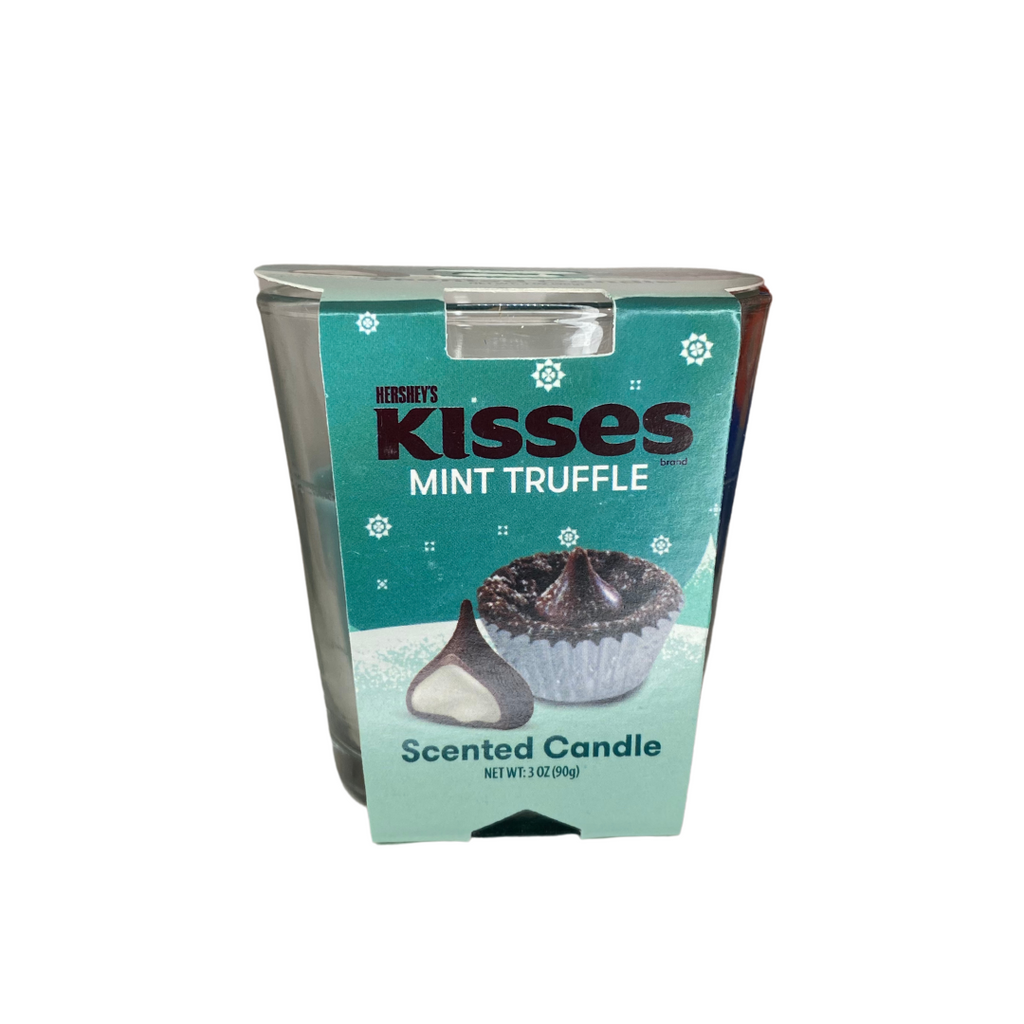 HERSHEY'S
KISSES
brand
MINT TRUFFLE
Scented Candle
NET WT: 3 OZ (90g)